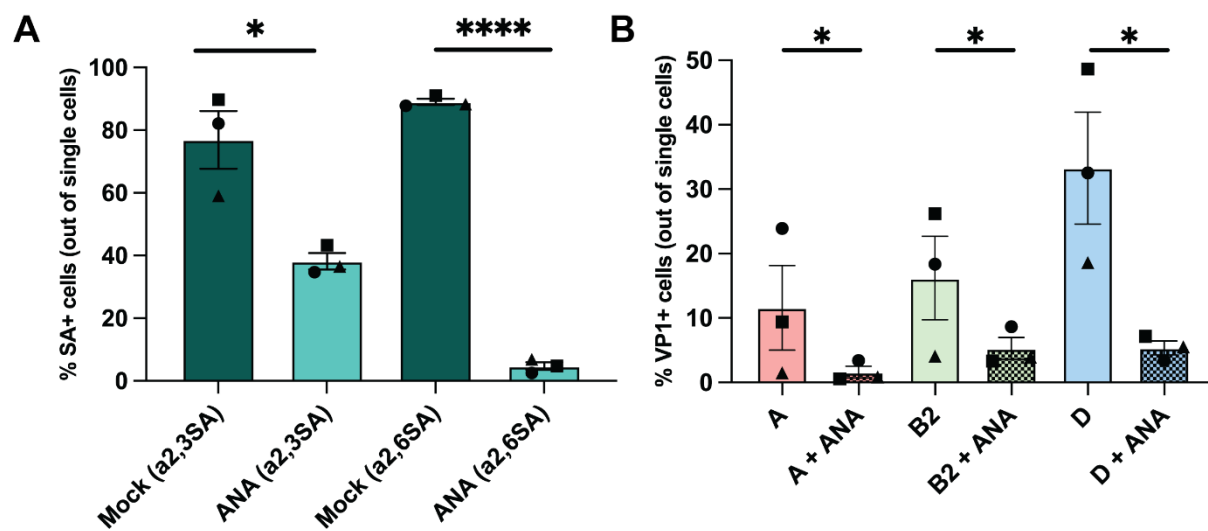 A
% SA+ cells (out of single cells)
100
80
60
40
20
0
*
****
Mock (a2,3SA)
ANA (a2,3SA)
Mock (a2,6SA)
ANA (a2,6SA)
B
% VP1+ cells (out of single cells)
50
40
30
20
10
0
*
*
*
A
A + ANA
B2
B2 + ANA
D
D + ANA